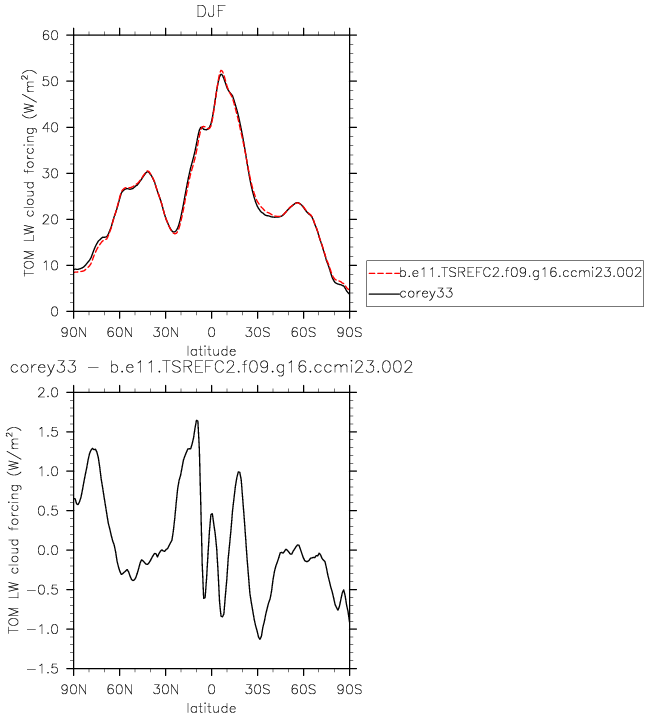 DJF
60
50
40
30
20
10
0
TOM LW cloud forcing (W/m²)
90N 60N 30N 0 30S 60S 90S
latitude
b.e11.TSREFC2.f09.g16.ccmi23.002
corey33
corey33 − b.e11.TSREFC2.f09.g16.ccmi23.002
2.0
1.5
1.0
0.5
0.0
−0.5
−1.0
−1.5
TOM LW cloud forcing (W/m²)
90N 60N 30N 0 30S 60S 90S
latitude